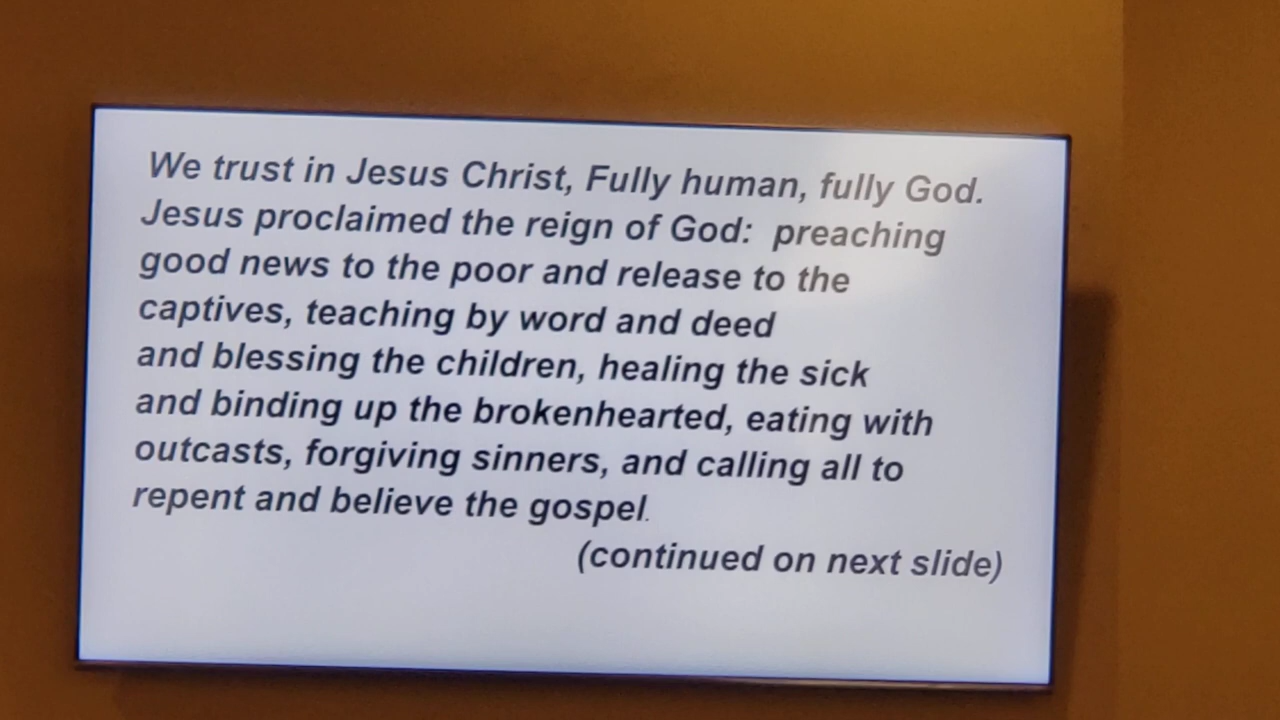 We trust in Jesus Christ, Fully human, fully God.
Jesus proclaimed the reign of God:  preaching
good news to the poor and release to the
captives, teaching by word and deed
and blessing the children, healing the sick
and binding up the brokenhearted, eating with
outcasts, forgiving sinners, and calling all to
repent and believe the gospel.
(continued on next slide)